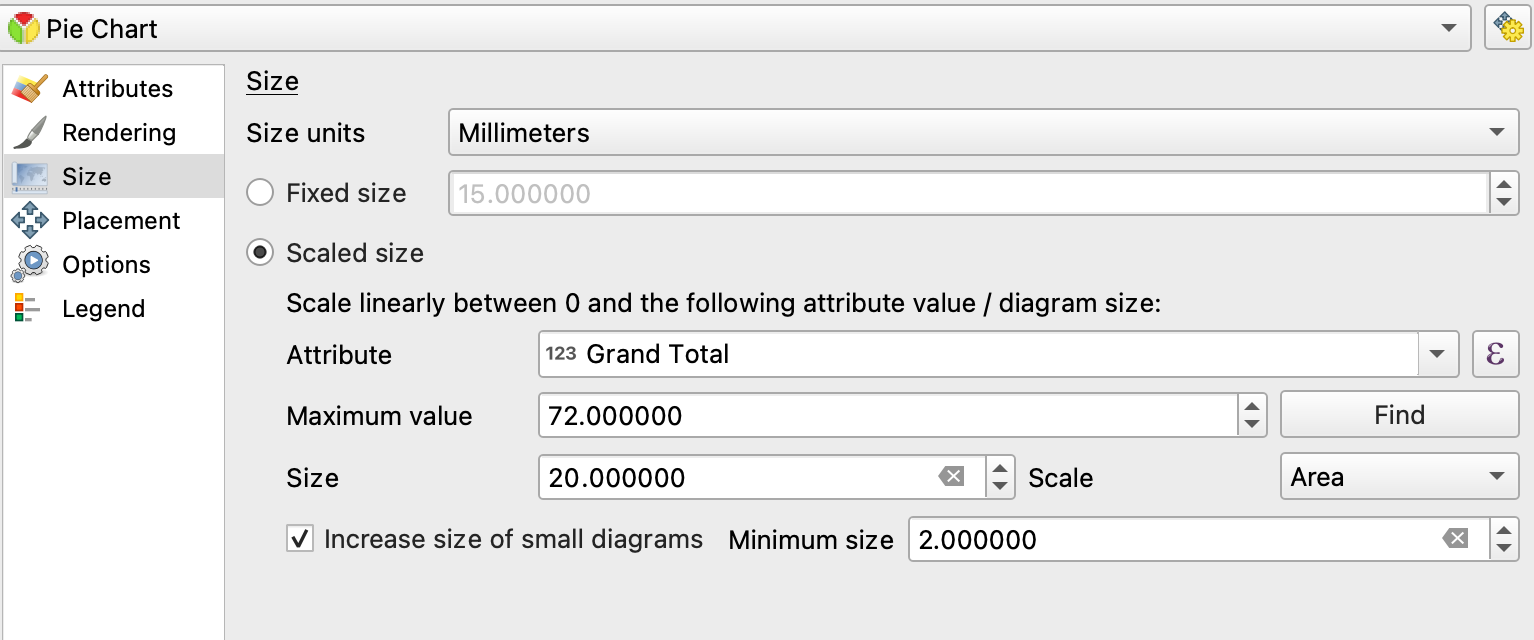 Pie Chart
Attributes
Rendering
Size
Placement
Options
Legend
Size
Size units Millimeters
Fixed size 15.000000
Scaled size
Scale linearly between 0 and the following attribute value / diagram size:
Attribute 123 Grand Total ε
Maximum value 72.000000 Find
Size 20.000000 Scale Area
Increase size of small diagrams Minimum size 2.000000